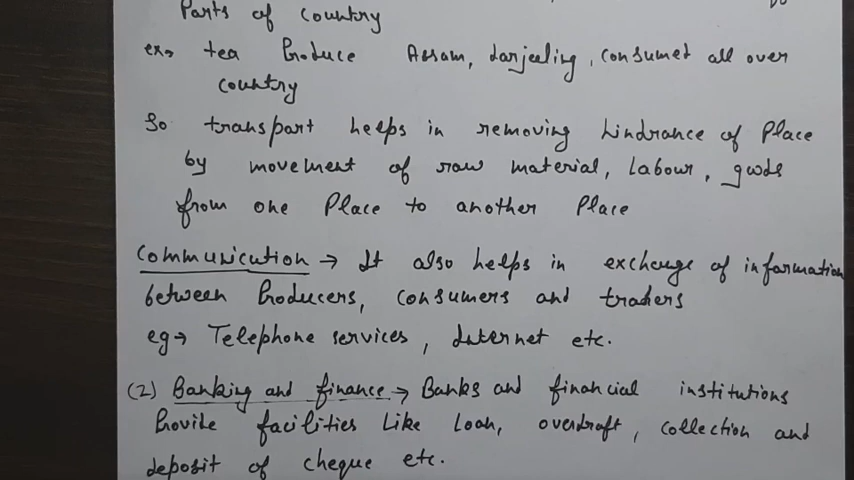 Parts of country
ex→ tea Produce Assam, darjeeling, consumed all over
country
So transport helps in removing hindrance of Place
by movement of raw material, Labour, goods
from one Place to another Place
Communication → It also helps in exchange of information
between Producers, consumers and traders
eg→ Telephone services, Internet etc.
(2) Banking and finance → Banks and financial institutions
Provide facilities Like Loan, overdraft, collection and
deposit of cheque etc.